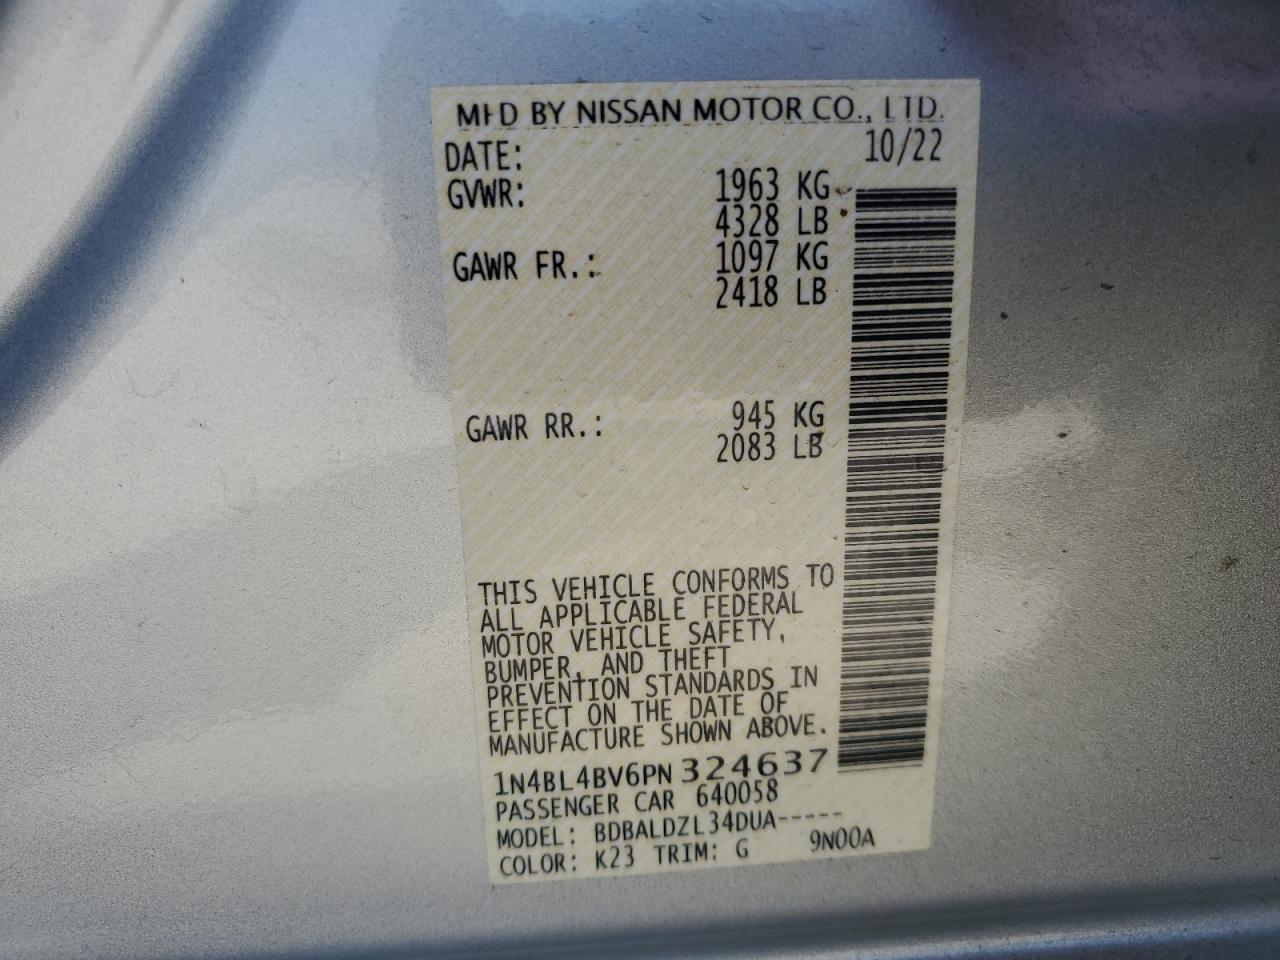 MFD BY NISSAN MOTOR CO., LTD.
DATE: 10/22
GVWR: 1963 KG
4328 LB
GAWR FR.: 1097 KG
2418 LB
GAWR RR.: 945 KG
2083 LB
THIS VEHICLE CONFORMS TO
ALL APPLICABLE FEDERAL
MOTOR VEHICLE SAFETY,
BUMPER, AND THEFT
PREVENTION STANDARDS IN
EFFECT ON THE DATE OF
MANUFACTURE SHOWN ABOVE.
1N4BL4BV6PN324637
PASSENGER CAR 640058
MODEL: BDBALDZL34DUA-----
COLOR: K23 TRIM: G 9N00A